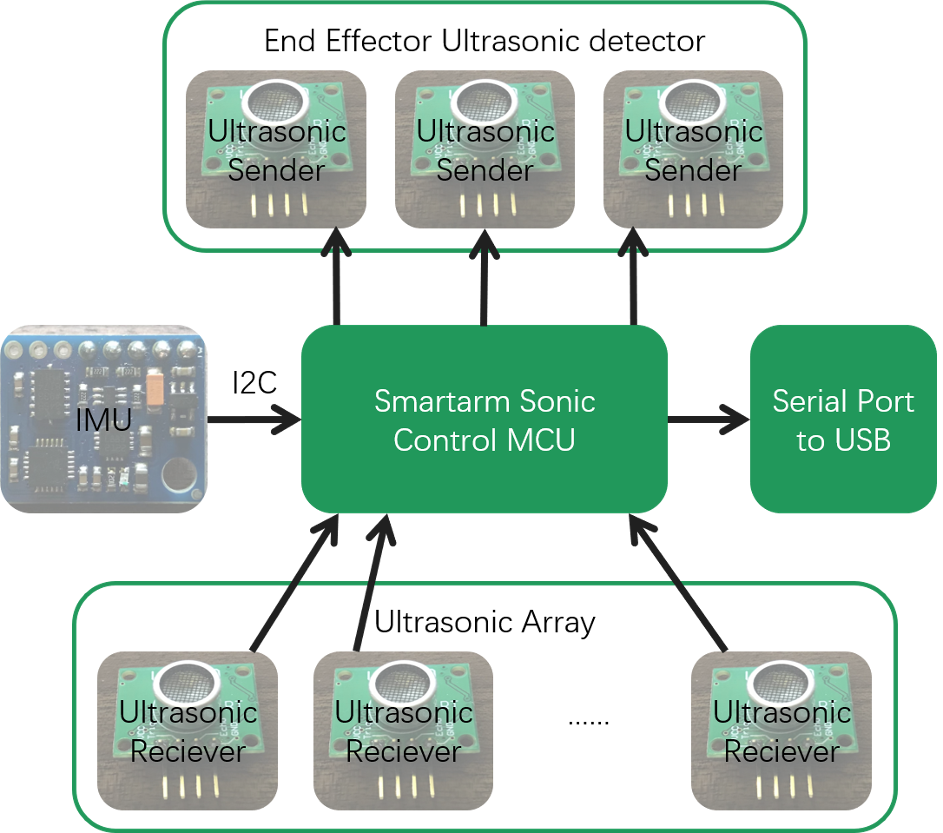 End Effector Ultrasonic detector
Ultrasonic
Sender
Ultrasonic
Sender
Ultrasonic
Sender
IMU
I2C
Smartarm Sonic
Control MCU
Serial Port
to USB
Ultrasonic Array
Ultrasonic
Reciever
Ultrasonic
Reciever
......
Ultrasonic
Reciever